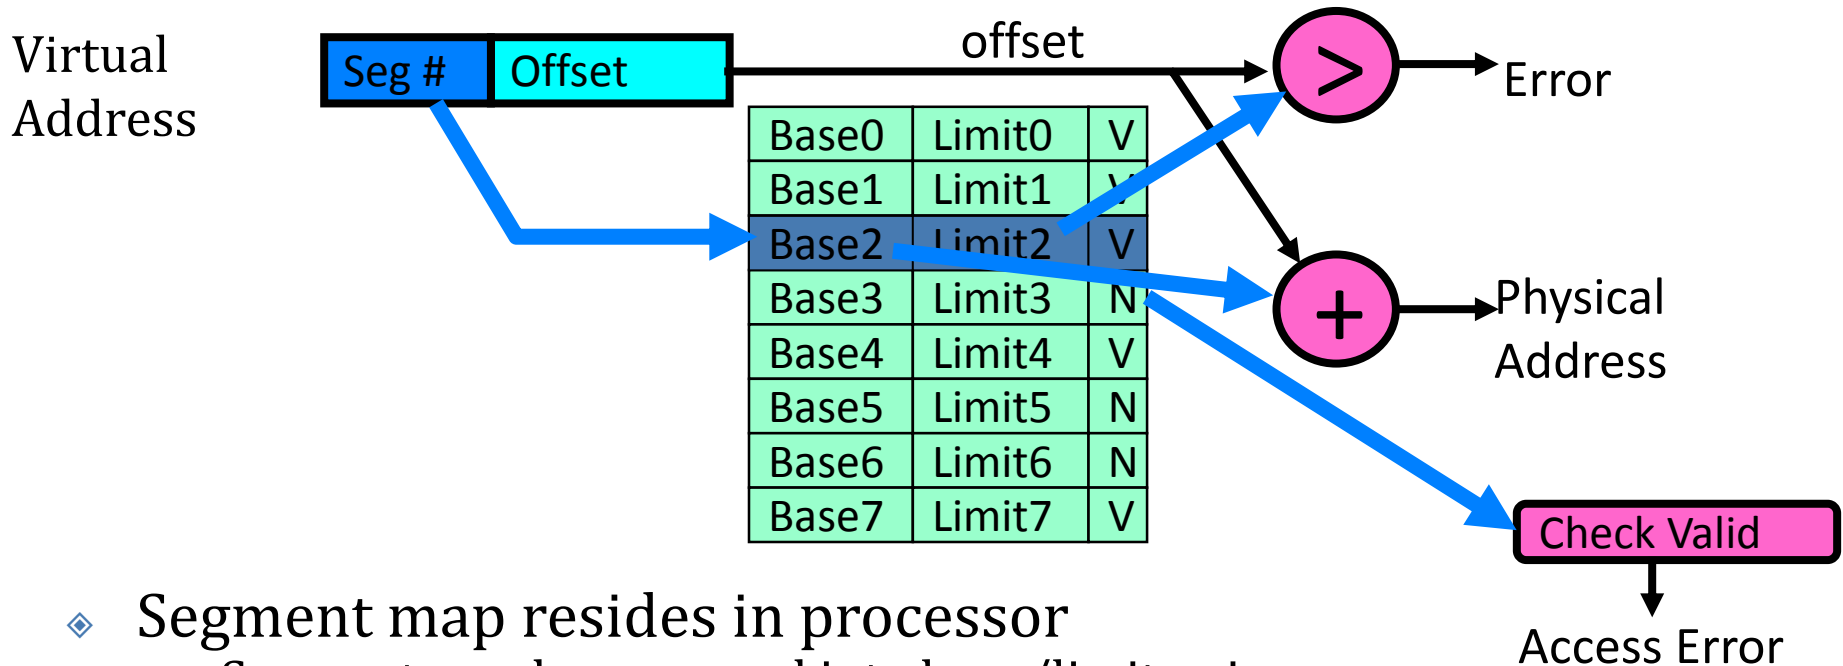 Virtual
Address
Seg # Offset
offset
>
Error
Base0 Limit0 V
Base1 Limit1 V
Base2 Limit2 V
Base3 Limit3 N
Base4 Limit4 V
Base5 Limit5 N
Base6 Limit6 N
Base7 Limit7 V
+
Physical
Address
Check Valid
Access Error
Segment map resides in processor